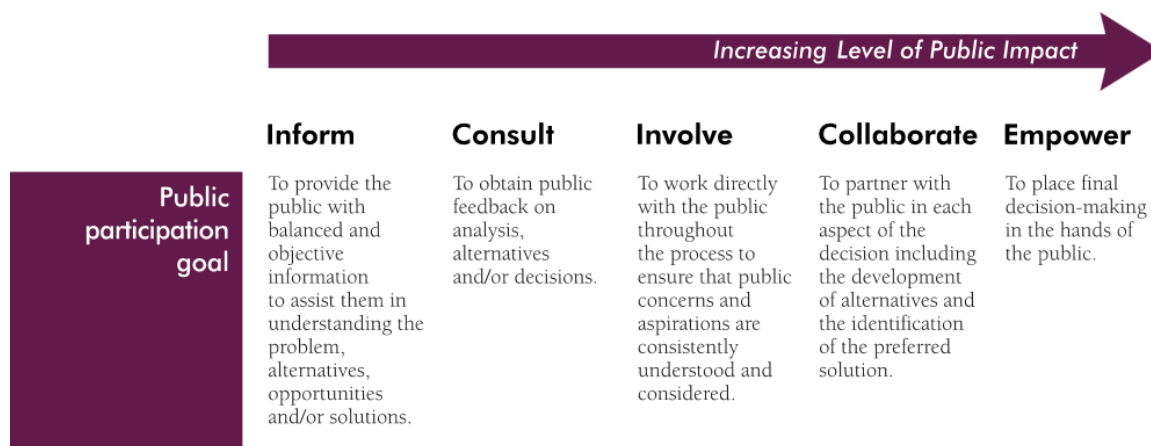 Increasing Level of Public Impact
Inform
Consult
Involve
Collaborate
Empower
Public
participation
goal
To provide the
public with
balanced and
objective
information
to assist them in
understanding the
problem,
alternatives,
opportunities
and/or solutions.
To obtain public
feedback on
analysis,
alternatives
and/or decisions.
To work directly
with the public
throughout
the process to
ensure that public
concerns and
aspirations are
consistently
understood and
considered.
To partner with
the public in each
aspect of the
decision including
the development
of alternatives and
the identification
of the preferred
solution.
To place final
decision-making
in the hands of
the public.